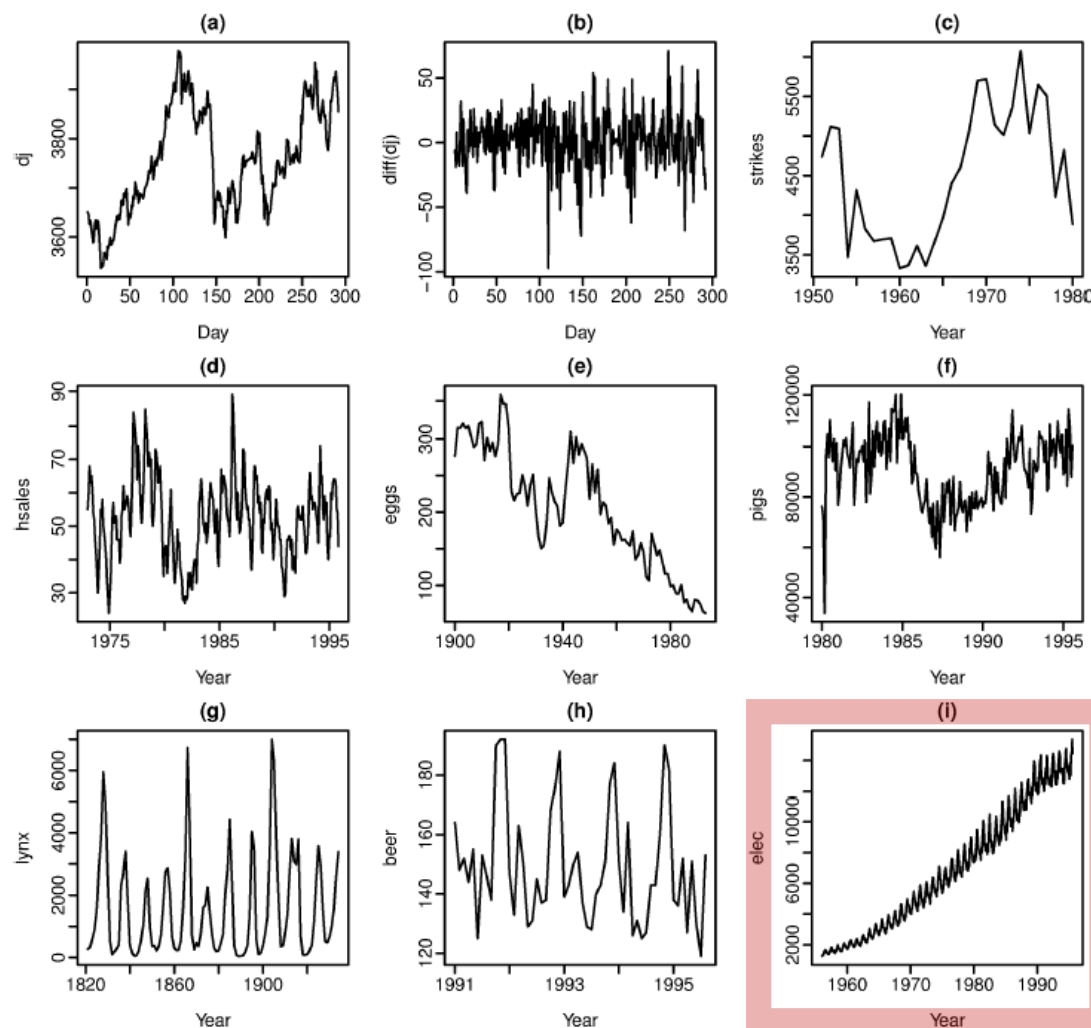 (a) (b) (c)
dj
3600 3800
0 50 100 150 200 250 300
Day
diff(dj)
−100 −50 0 50
0 50 100 150 200 250 300
Day
strikes
3500 4500 5500
1950 1960 1970 1980
Year
(d) (e) (f)
hsales
30 50 70 90
1975 1985 1995
Year
eggs
100 200 300
1900 1940 1980
Year
pigs
40000 80000 120000
1980 1985 1990 1995
Year
(g) (h) (i)
lynx
0 2000 4000 6000
1820 1860 1900
Year
beer
120 140 160 180
1991 1993 1995
Year
elec
2000 6000 10000
1960 1970 1980 1990
Year